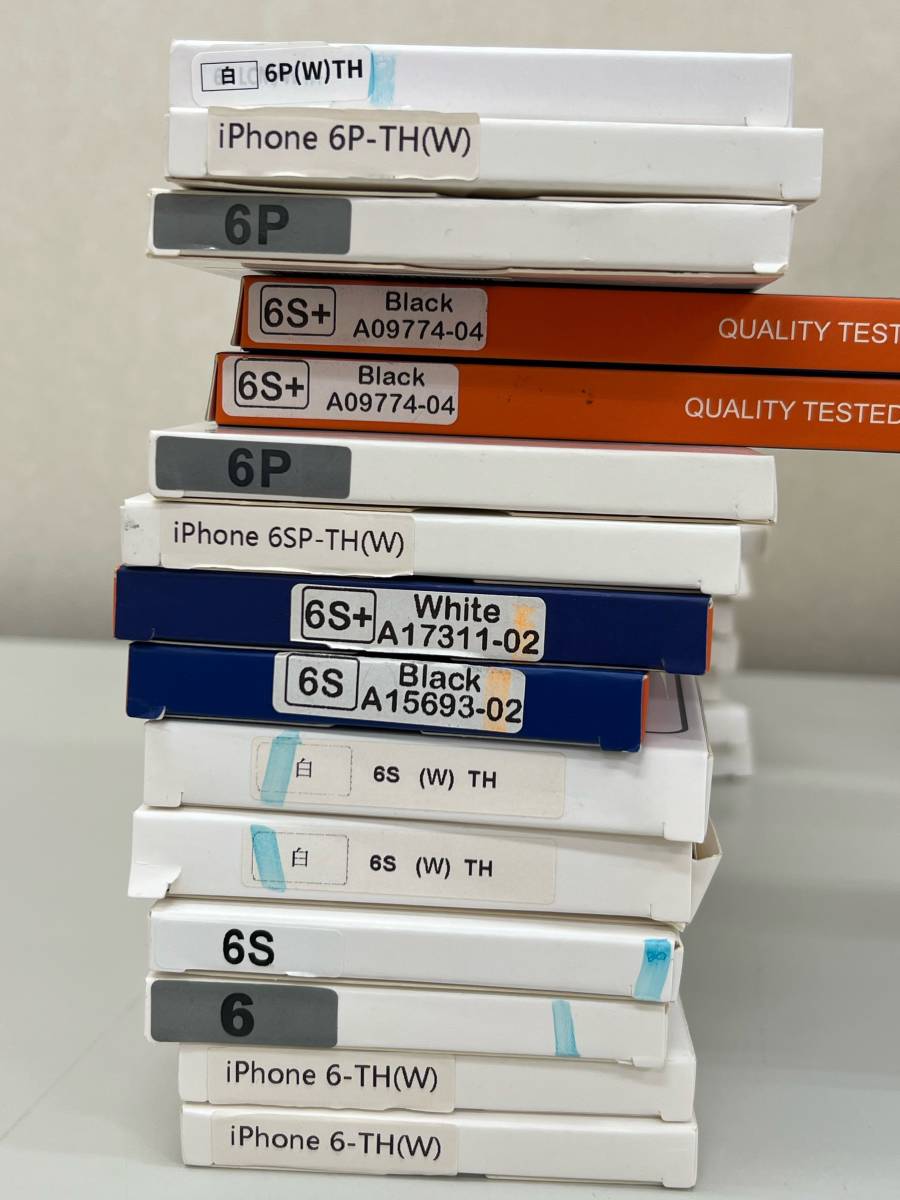 白 6P(W)TH
iPhone 6P-TH(W)
6P
6S+ Black
A09774-04
QUALITY TEST
6S+ Black
A09774-04
QUALITY TESTED
6P
iPhone 6SP-TH(W)
6S+ White
A17311-02
6S Black
A15693-02
白 6S (W) TH
白 6S (W) TH
6S
6
iPhone 6-TH(W)
iPhone 6-TH(W)